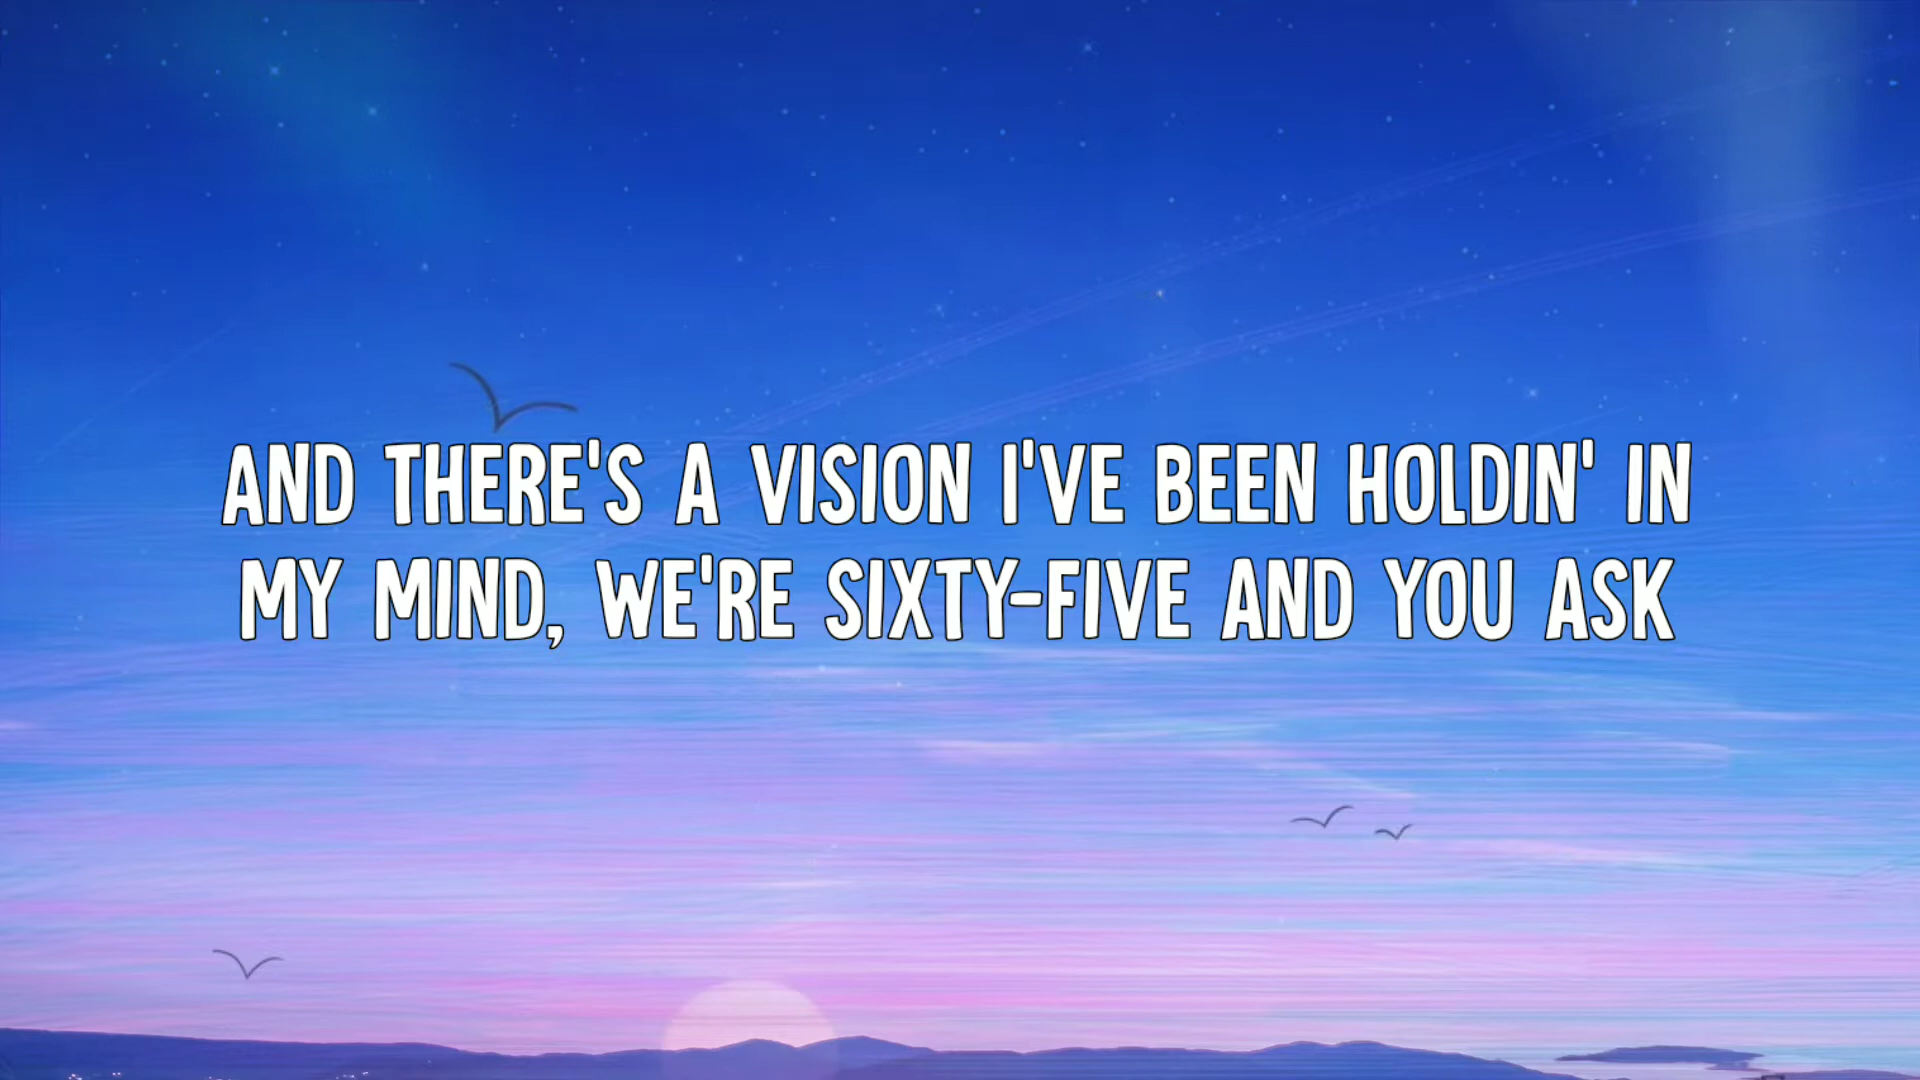 AND THERE'S A VISION I'VE BEEN HOLDIN' IN
MY MIND, WE'RE SIXTY-FIVE AND YOU ASK